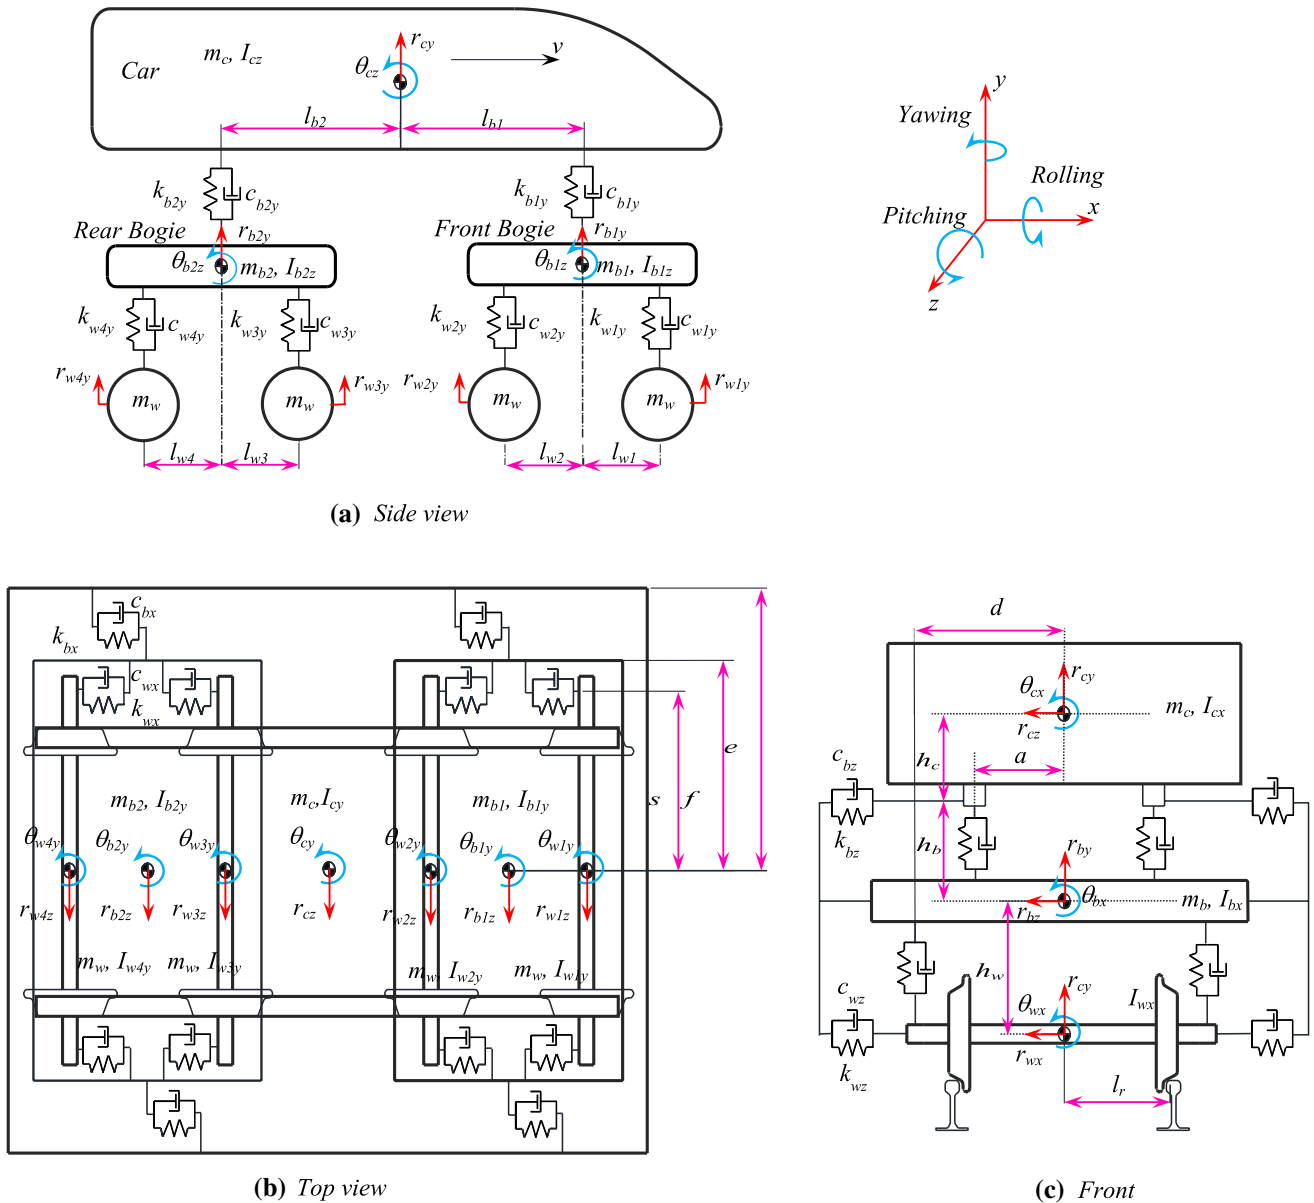 Car
m_c, I_cz
r_cy
θ_cz
v
l_b2
l_b1
k_b2y
c_b2y
k_b1y
c_b1y
Rear Bogie
r_b2y
Front Bogie
r_b1y
θ_b2z
m_b2, I_b2z
θ_b1z
m_b1, I_b1z
k_w4y
c_w4y
k_w3y
c_w3y
k_w2y
c_w2y
k_w1y
c_w1y
r_w4y
m_w
m_w
r_w3y
r_w2y
m_w
m_w
r_w1y
l_w4
l_w3
l_w2
l_w1
(a) Side view
y
Yawing
Rolling
Pitching
x
z
c_bx
k_bx
c_wx
k_wx
e
s
f
m_b2, I_b2y
m_c,I_cy
m_b1, I_b1y
θ_w4y
θ_b2y
θ_w3y
θ_cy
θ_w2y
θ_b1y
θ_w1y
r_w4z
r_b2z
r_w3z
r_cz
r_w2z
r_b1z
r_w1z
m_w, I_w4y
m_w, I_w3y
m_w, I_w2y
m_w, I_w1y
(b) Top view
d
θ_cx
r_cy
m_c, I_cx
r_cz
c_bz
h_c
a
k_bz
h_b
r_by
θ_bx
r_bz
m_b, I_bx
h_w
c_wz
θ_wx
r_cy
I_wx
k_wz
r_wx
l_r
(c) Front